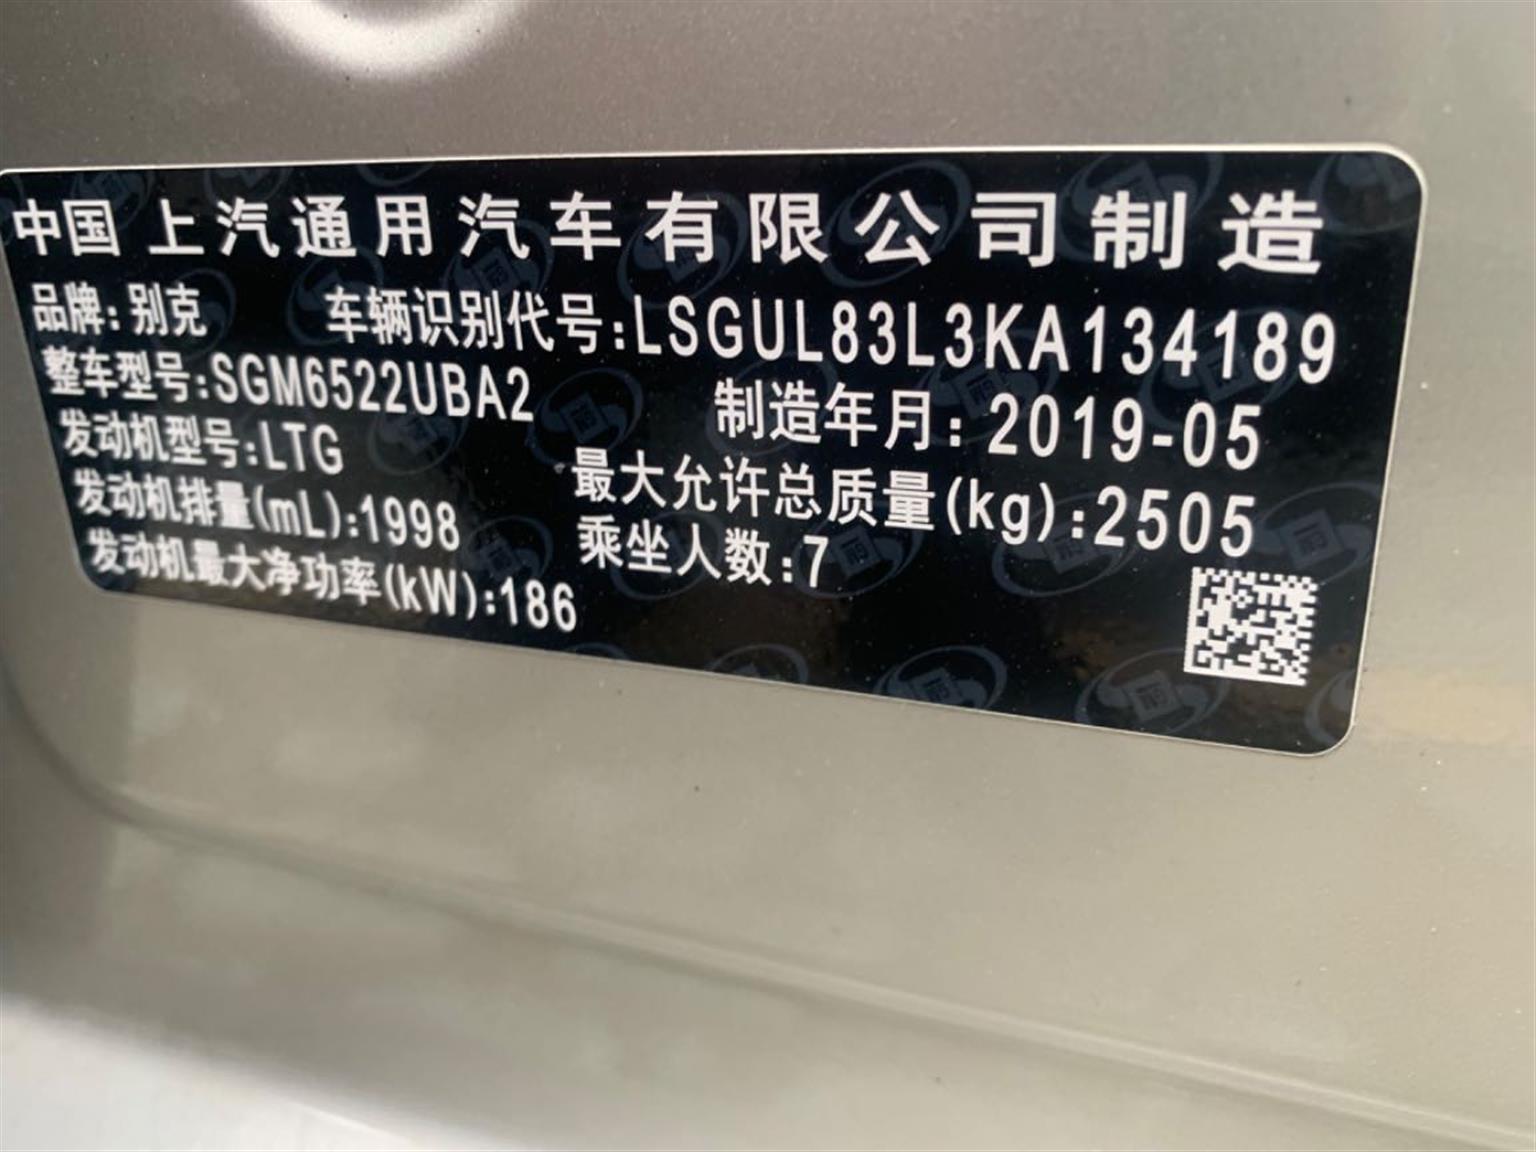 中国 上汽通用汽车有限公司制造
品牌:别克 车辆识别代号:LSGUL83L3KA134189
整车型号:SGM6522UBA2 制造年月:2019-05
发动机型号:LTG 最大允许总质量(kg):2505
发动机排量(mL):1998 乘坐人数:7
发动机最大净功率(kW):186